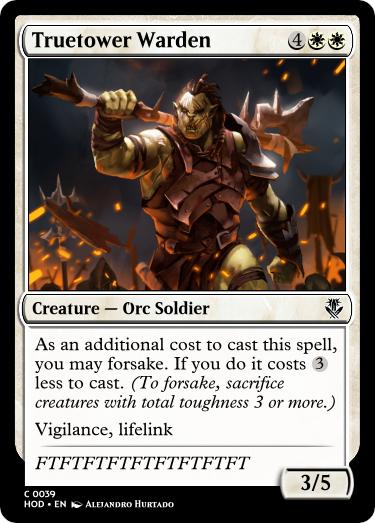 Truetower Warden 4
Creature — Orc Soldier
As an additional cost to cast this spell,
you may forsake. If you do it costs 3
less to cast. (To forsake, sacrifice
creatures with total toughness 3 or more.)
Vigilance, lifelink
FTFTFTFTFTFTFTFTFT
3/5
C 0039
HOD • EN Alejandro Hurtado